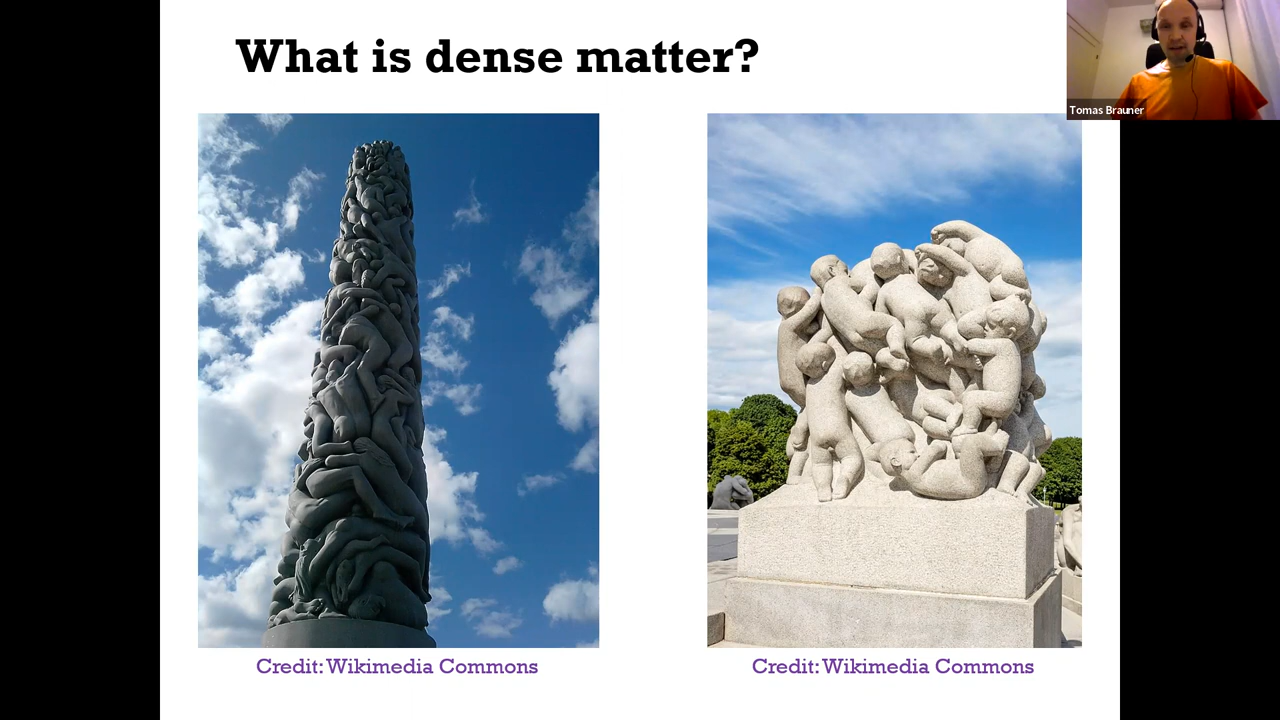 What is dense matter?
Tomas Brauner
Credit: Wikimedia Commons
Credit: Wikimedia Commons